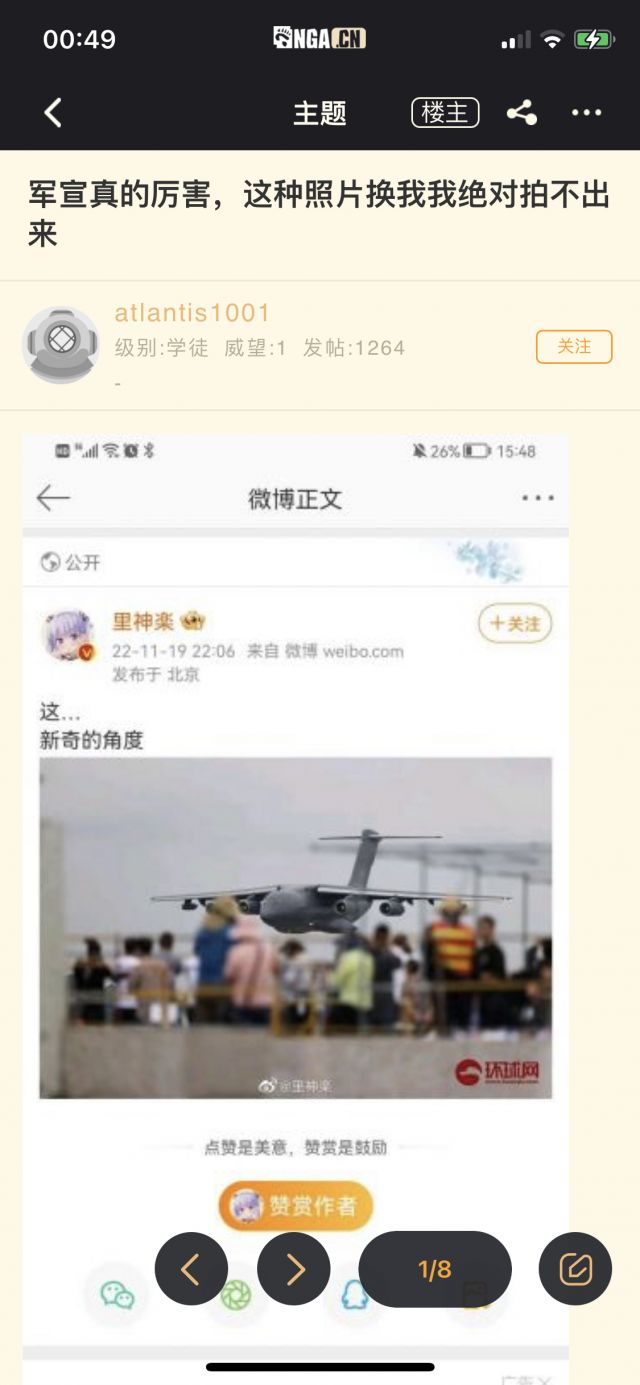 00:49
NGA.CN
主题
楼主
军宣真的厉害，这种照片换我我绝对拍不出
来
atlantis1001
级别:学徒 威望:1 发帖:1264
关注
-
HD
26% 15:48
微博正文
公开
里神楽
+关注
22-11-19 22:06 来自 微博 weibo.com
发布于 北京
这...
新奇的角度
环球网
@里神楽
点赞是美意，赞赏是鼓励
赞赏作者
1/8
广告